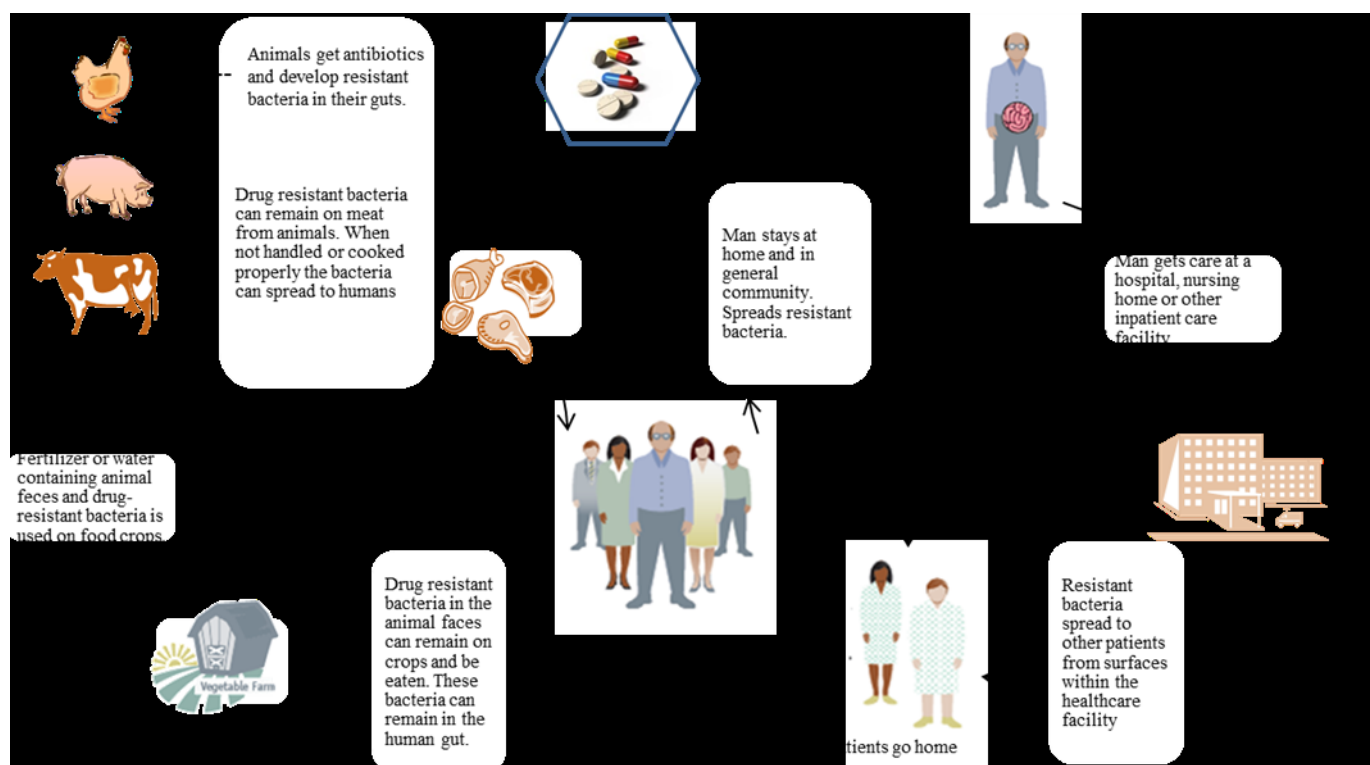 Animals get antibiotics
and develop resistant
bacteria in their guts.
Drug resistant bacteria
can remain on meat
from animals. When
not handled or cooked
properly the bacteria
can spread to humans
Man stays at
home and in
general
community.
Spreads resistant
bacteria.
Man gets care at a
hospital, nursing
home or other
inpatient care
facility
Fertilizer or water
containing animal
feces and drug-
resistant bacteria is
used on food crops
Vegetable Farm
Drug resistant
bacteria in the
animal faces
can remain on
crops and be
eaten. These
bacteria can
remain in the
human gut.
tients go home
Resistant
bacteria
spread to
other patients
from surfaces
within the
healthcare
facility